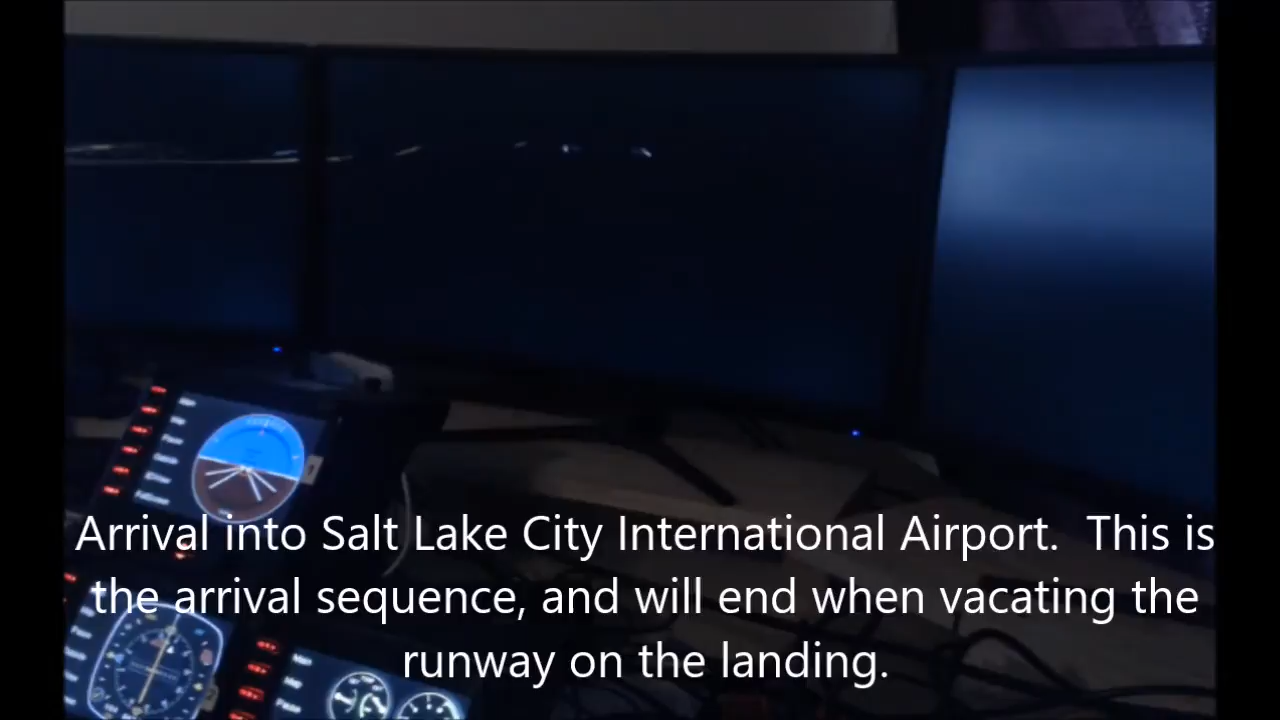 Arrival into Salt Lake City International Airport.  This is
the arrival sequence, and will end when vacating the
runway on the landing.